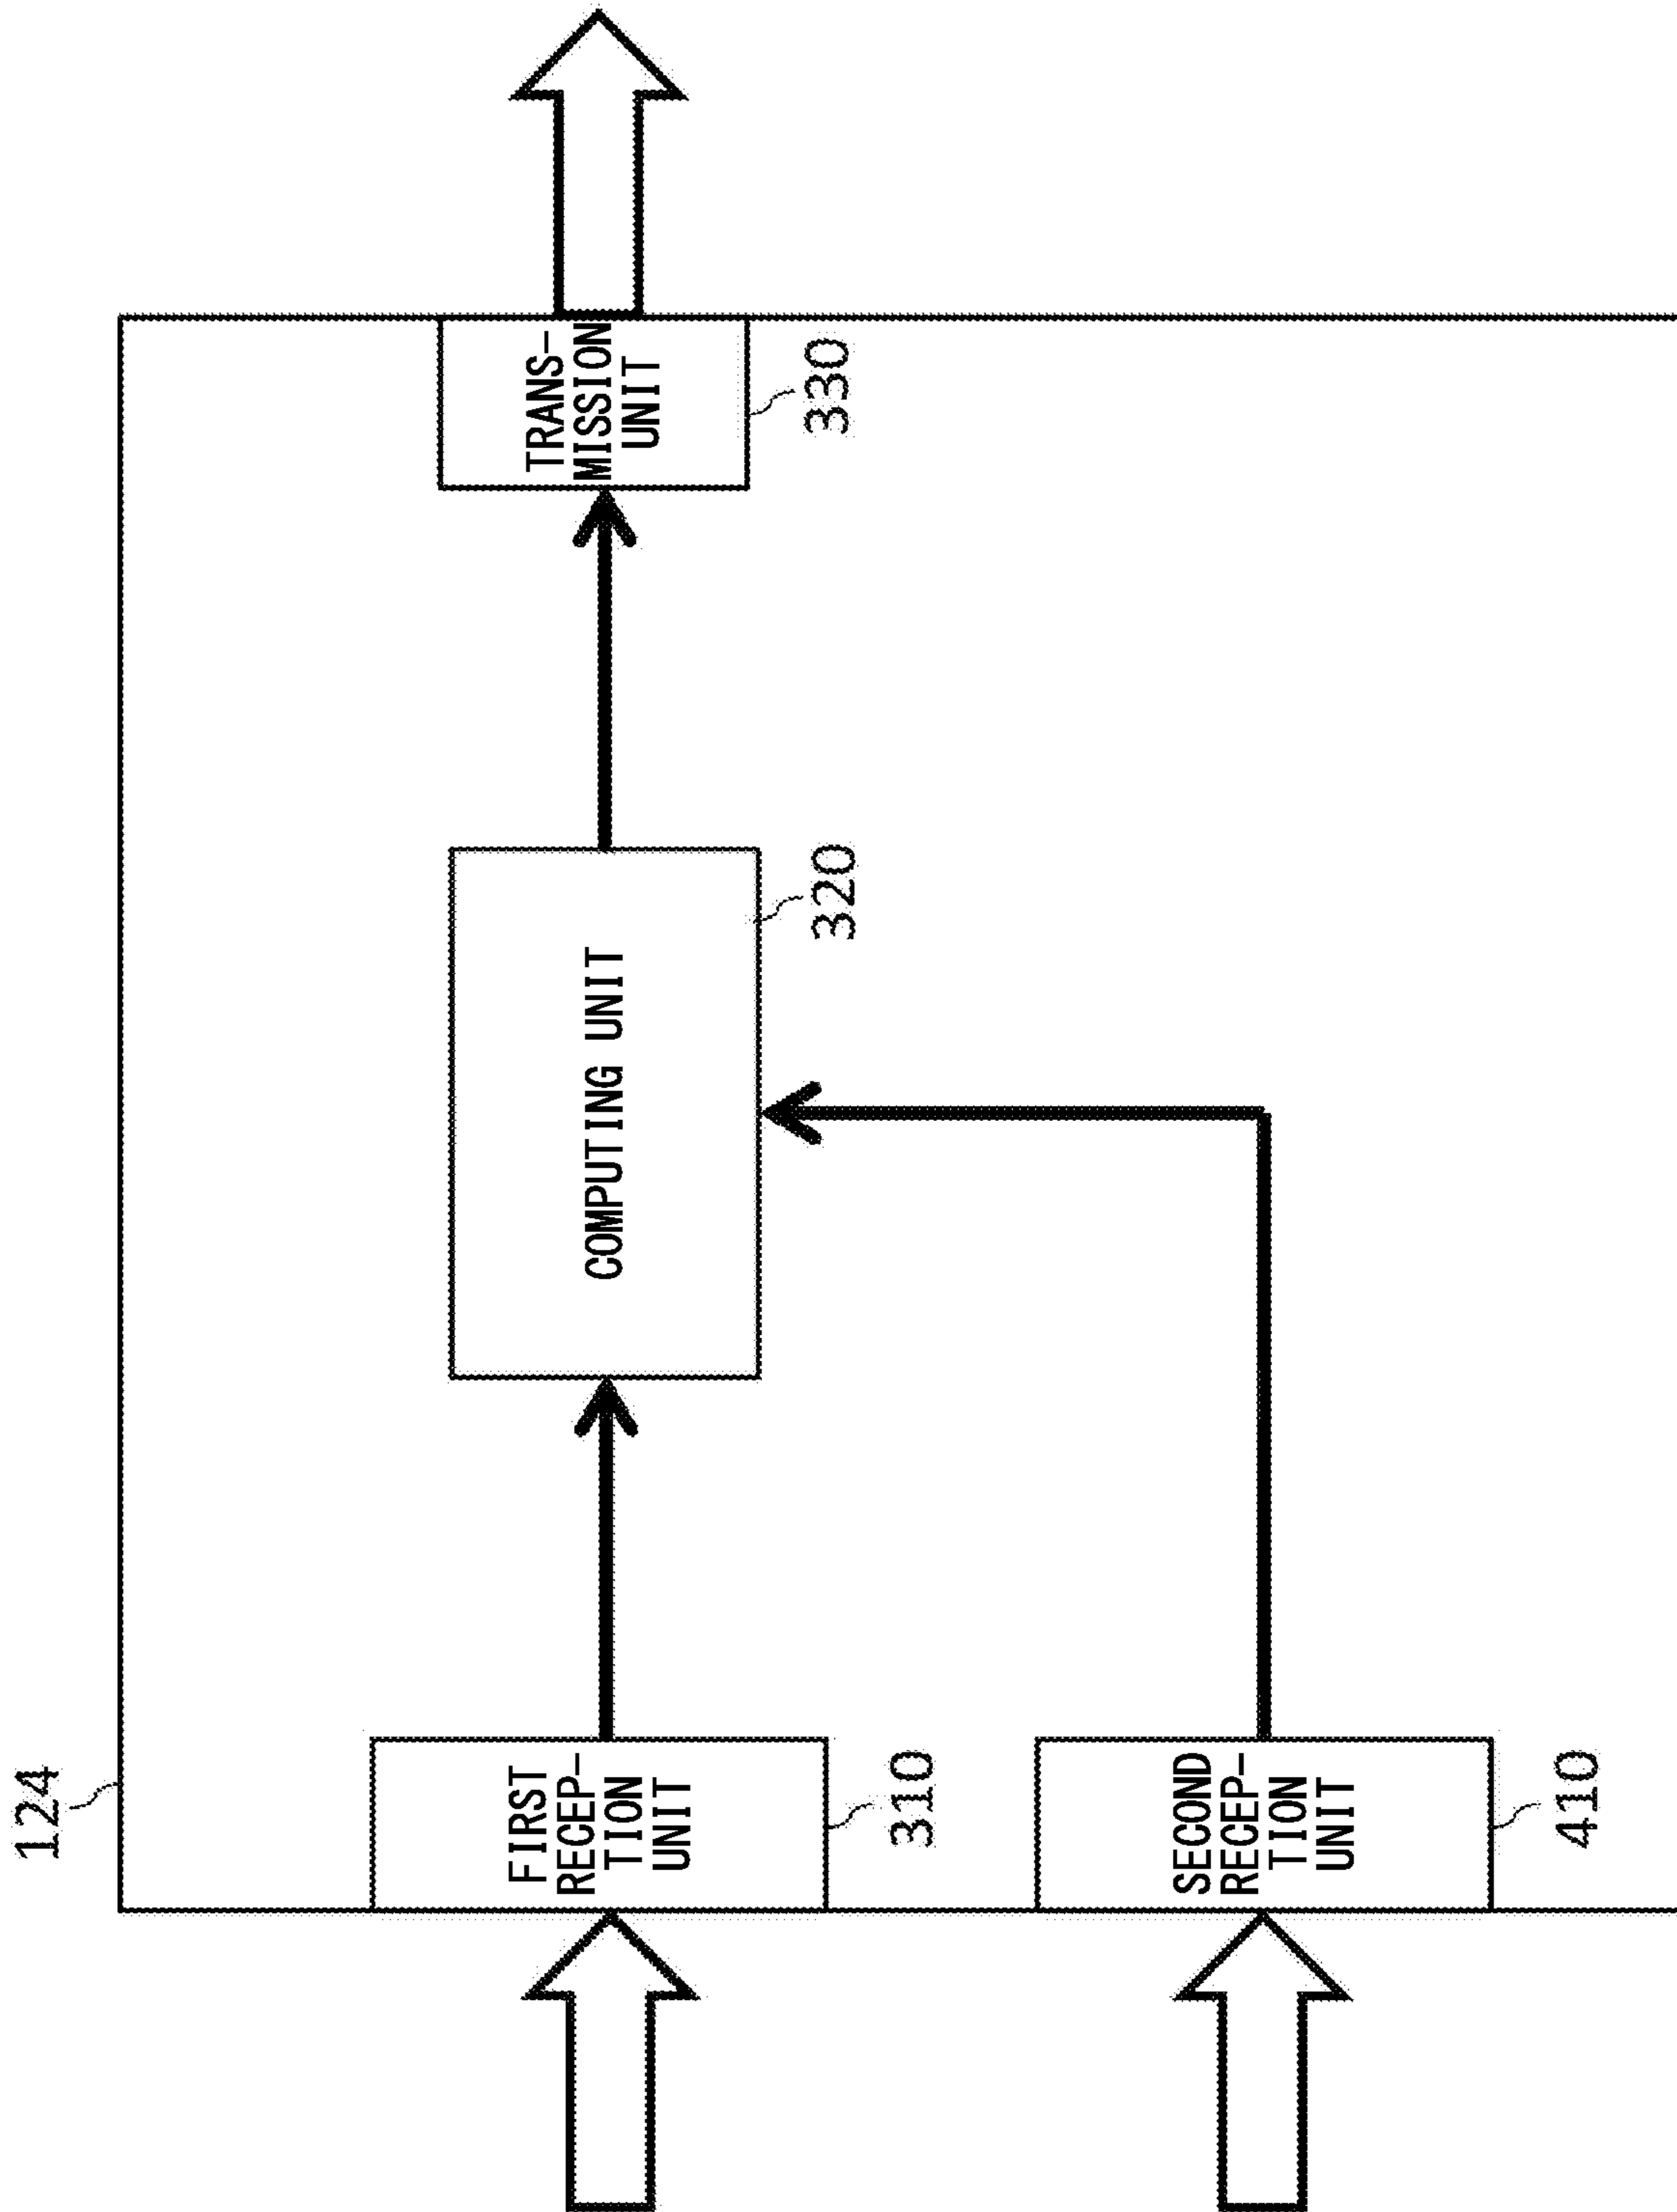 124
FIRST
RECEP-
TION
UNIT
310
COMPUTING UNIT
320
TRANS-
MISSION
UNIT
330
SECOND
RECEP-
TION
UNIT
410